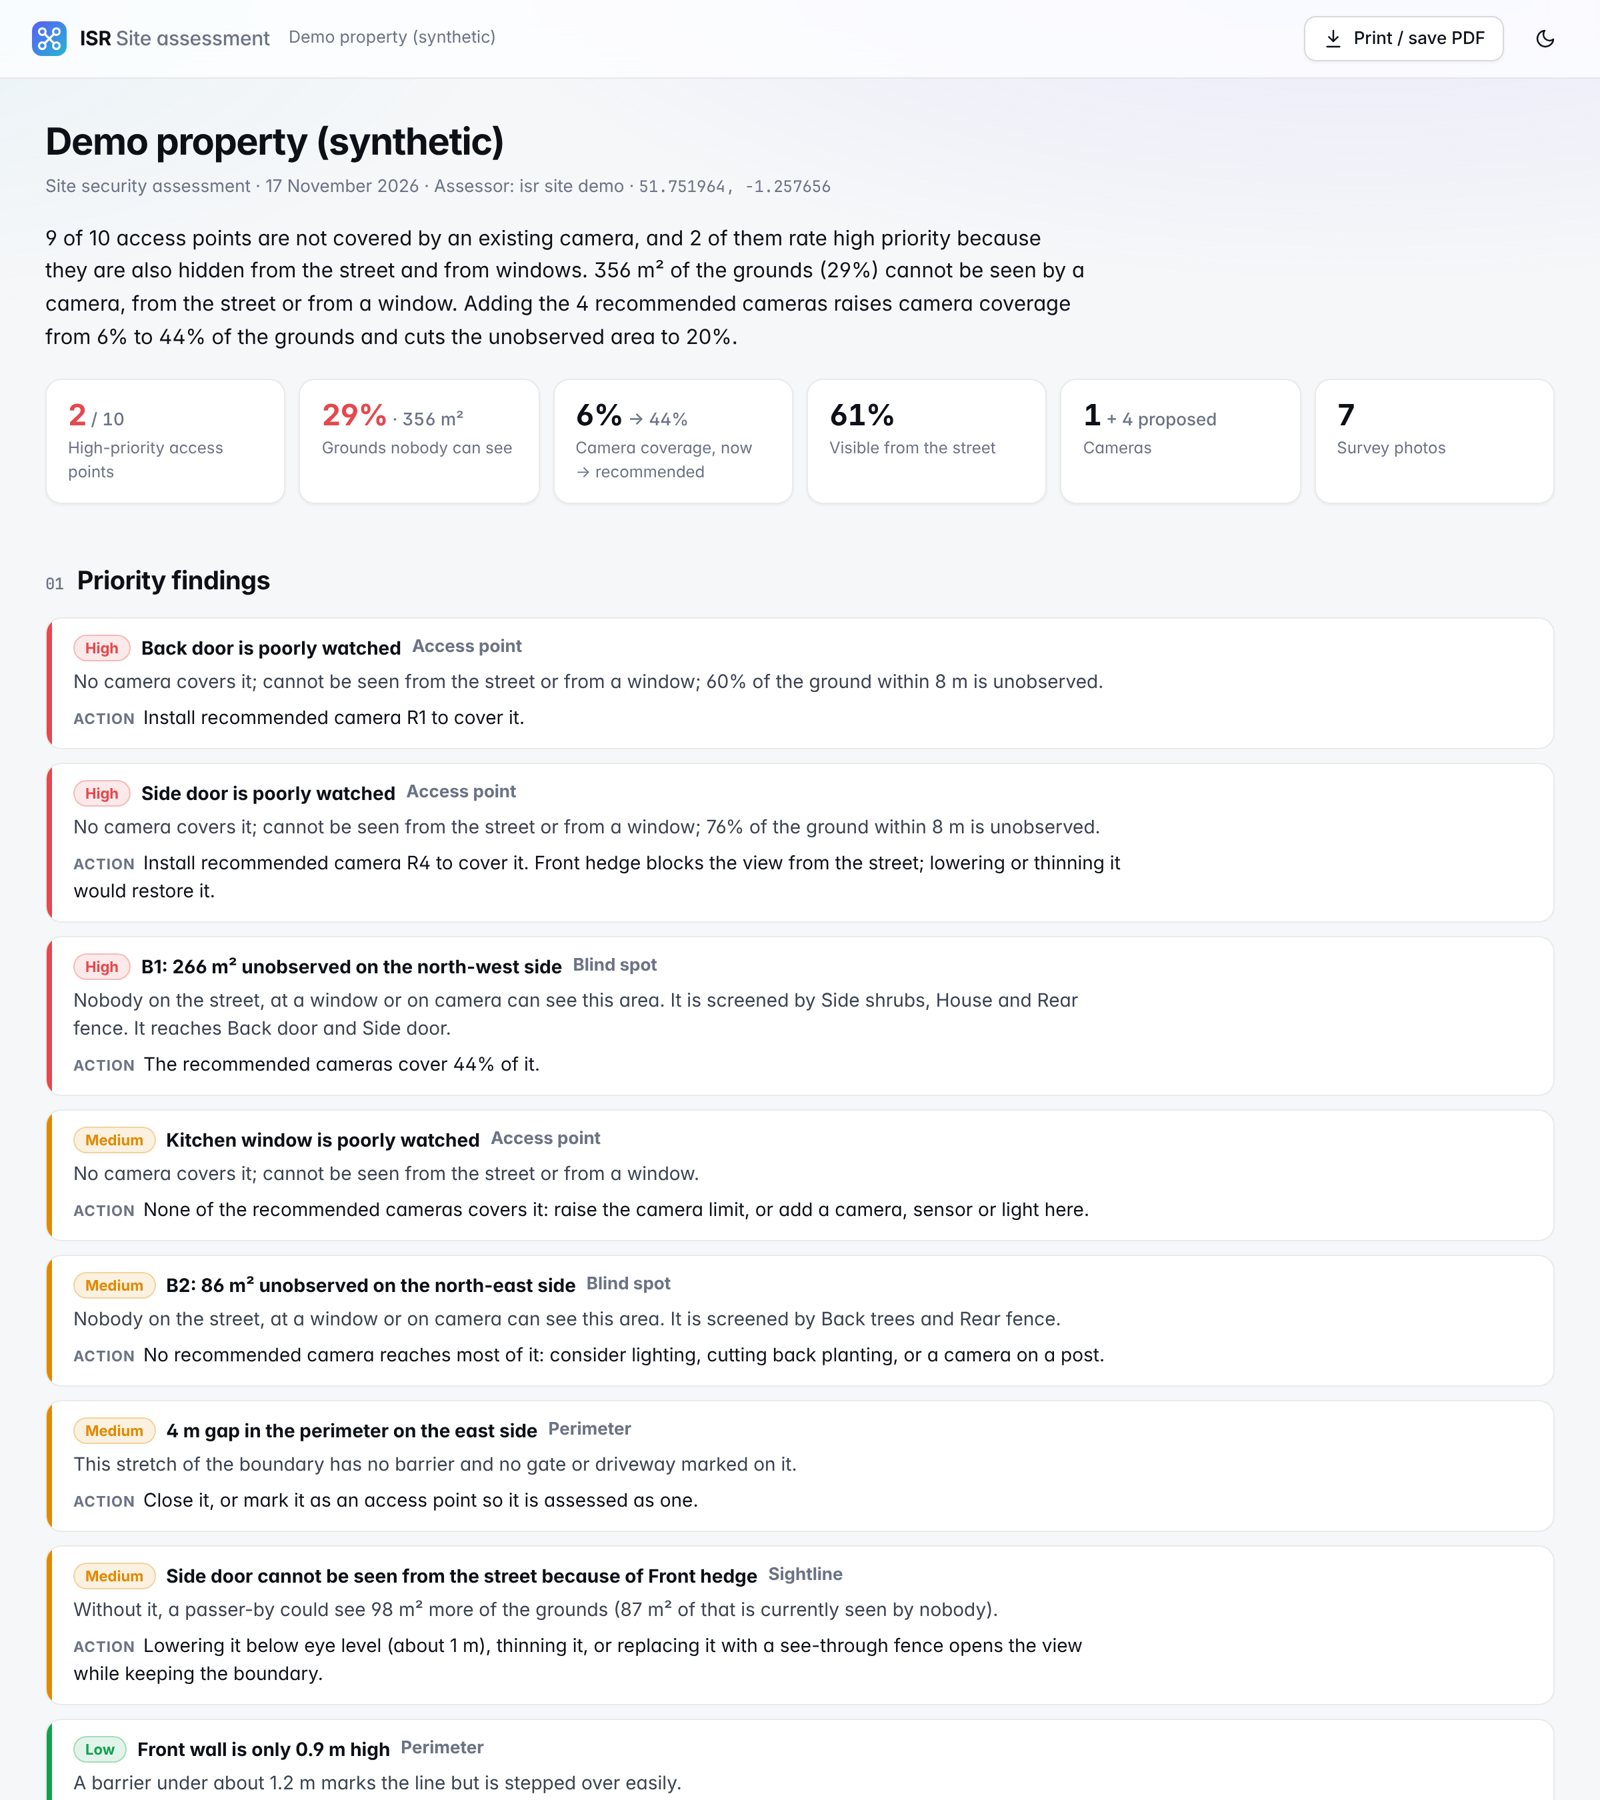 ISR Site assessment Demo property (synthetic)
Print / save PDF
Demo property (synthetic)
Site security assessment · 17 November 2026 · Assessor: isr site demo · 51.751964, -1.257656
9 of 10 access points are not covered by an existing camera, and 2 of them rate high priority because
they are also hidden from the street and from windows. 356 m² of the grounds (29%) cannot be seen by a
camera, from the street or from a window. Adding the 4 recommended cameras raises camera coverage
from 6% to 44% of the grounds and cuts the unobserved area to 20%.
2 / 10
High-priority access
points
29% · 356 m²
Grounds nobody can see
6% → 44%
Camera coverage, now
→ recommended
61%
Visible from the street
1 + 4 proposed
Cameras
7
Survey photos
01 Priority findings
High Back door is poorly watched Access point
No camera covers it; cannot be seen from the street or from a window; 60% of the ground within 8 m is unobserved.
ACTION Install recommended camera R1 to cover it.
High Side door is poorly watched Access point
No camera covers it; cannot be seen from the street or from a window; 76% of the ground within 8 m is unobserved.
ACTION Install recommended camera R4 to cover it. Front hedge blocks the view from the street; lowering or thinning it
would restore it.
High B1: 266 m² unobserved on the north-west side Blind spot
Nobody on the street, at a window or on camera can see this area. It is screened by Side shrubs, House and Rear
fence. It reaches Back door and Side door.
ACTION The recommended cameras cover 44% of it.
Medium Kitchen window is poorly watched Access point
No camera covers it; cannot be seen from the street or from a window.
ACTION None of the recommended cameras covers it: raise the camera limit, or add a camera, sensor or light here.
Medium B2: 86 m² unobserved on the north-east side Blind spot
Nobody on the street, at a window or on camera can see this area. It is screened by Back trees and Rear fence.
ACTION No recommended camera reaches most of it: consider lighting, cutting back planting, or a camera on a post.
Medium 4 m gap in the perimeter on the east side Perimeter
This stretch of the boundary has no barrier and no gate or driveway marked on it.
ACTION Close it, or mark it as an access point so it is assessed as one.
Medium Side door cannot be seen from the street because of Front hedge Sightline
Without it, a passer-by could see 98 m² more of the grounds (87 m² of that is currently seen by nobody).
ACTION Lowering it below eye level (about 1 m), thinning it, or replacing it with a see-through fence opens the view
while keeping the boundary.
Low Front wall is only 0.9 m high Perimeter
A barrier under about 1.2 m marks the line but is stepped over easily.